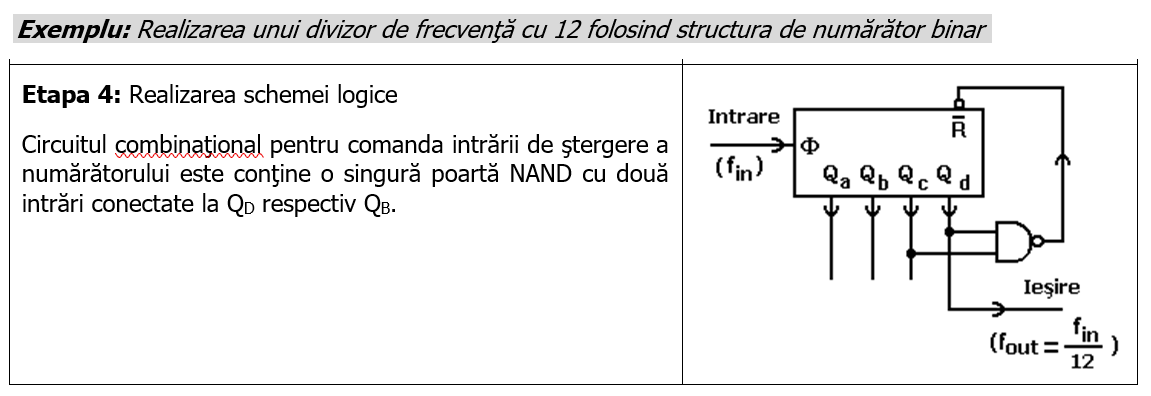 Exemplu: Realizarea unui divizor de frecvenţă cu 12 folosind structura de numărător binar
Etapa 4: Realizarea schemei logice
Circuitul combinaţional pentru comanda intrării de ştergere a
numărătorului este conţine o singură poartă NAND cu două
intrări conectate la QD respectiv QB.
Intrare
(fin)
Φ
R̅
Qa Qb Qc Qd
Ieşire
(fout = fin/12)